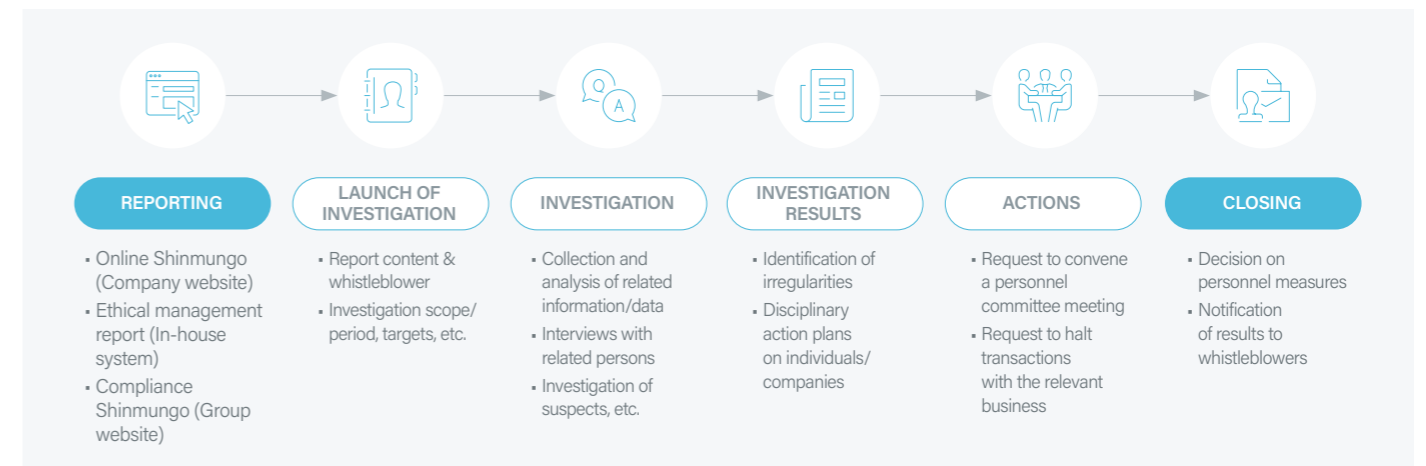 Q
A
REPORTING
▪ Online Shinmungo
(Company website)
▪ Ethical management
report (In-house
system)
▪ Compliance
Shinmungo (Group
website)
LAUNCH OF
INVESTIGATION
▪ Report content &
whistleblower
▪ Investigation scope/
period, targets, etc.
INVESTIGATION
▪ Collection and
analysis of related
information/data
▪ Interviews with
related persons
▪ Investigation of
suspects, etc.
INVESTIGATION
RESULTS
▪ Identification of
irregularities
▪ Disciplinary
action plans
on individuals/
companies
ACTIONS
▪ Request to convene
a personnel
committee meeting
▪ Request to halt
transactions
with the relevant
business
CLOSING
▪ Decision on
personnel measures
▪ Notification
of results to
whistleblowers